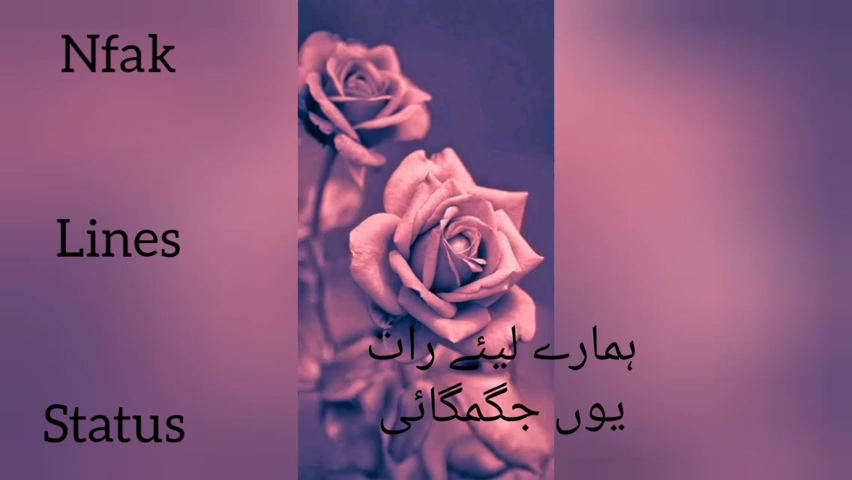 Nfak
Lines
Status
ہمارے لیئے رات
یوں جگمگائی